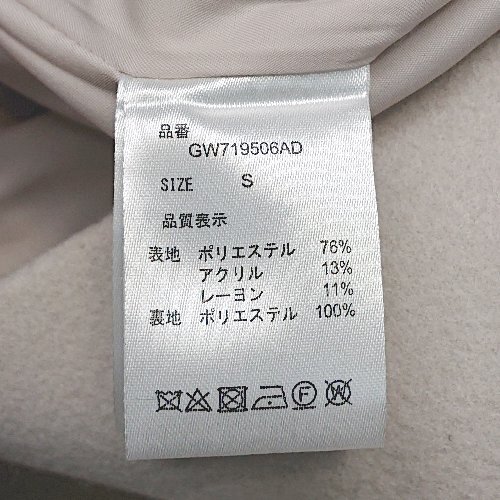 品番
GW719506AD
SIZE S
品質表示
表地 ポリエステル 76%
アクリル 13%
レーヨン 11%
裏地 ポリエステル 100%
F W